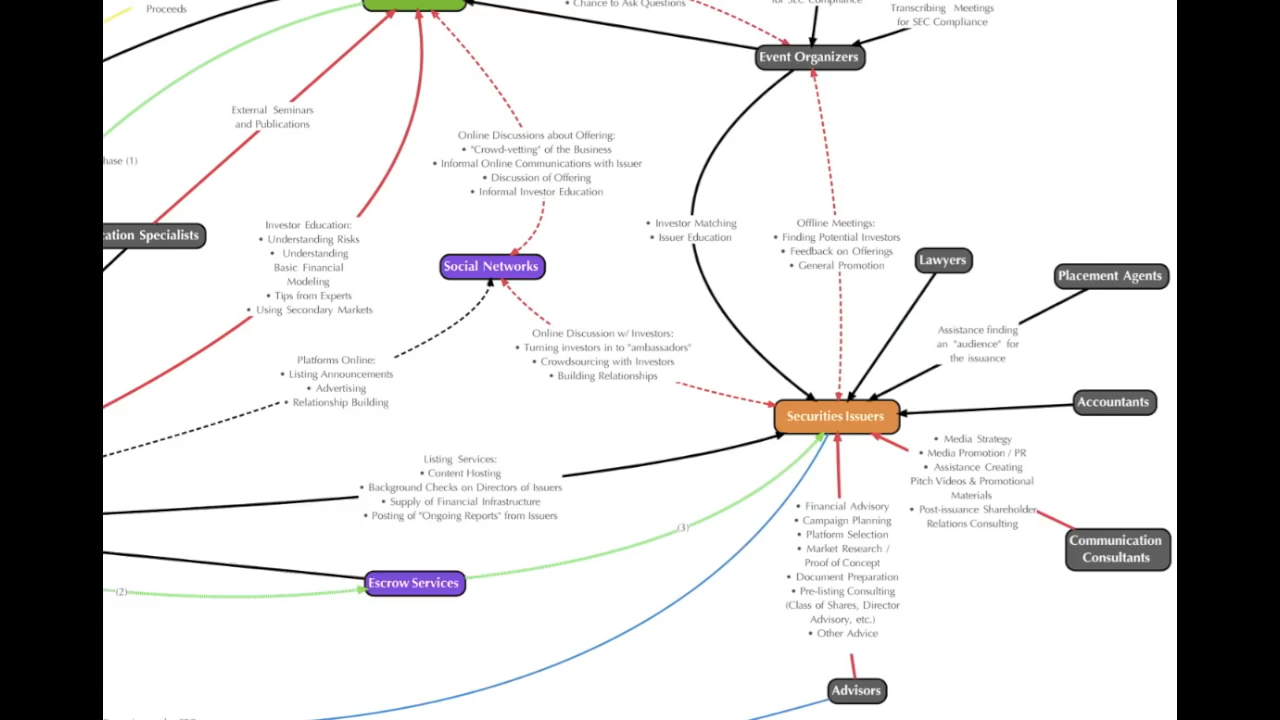 Proceeds
• Chance to Ask Questions
for SEC Compliance
Transcribing Meetings
for SEC Compliance
Event Organizers
External Seminars
and Publications
Online Discussions about Offering:
• "Crowd-vetting" of the Business
• Informal Online Communications with Issuer
• Discussion of Offering
• Informal Investor Education
hase (1)
ation Specialists
Investor Education:
• Understanding Risks
• Understanding
Basic Financial
Modeling
• Tips from Experts
• Using Secondary Markets
• Investor Matching
• Issuer Education
Offline Meetings:
• Finding Potential Investors
• Feedback on Offerings
• General Promotion
Social Networks
Lawyers
Placement Agents
Assistance finding
an "audience" for
the issuance
Online Discussion w/ Investors:
• Turning investors in to "ambassadors"
• Crowdsourcing with Investors
• Building Relationships
Platforms Online:
• Listing Announcements
• Advertising
• Relationship Building
Securities Issuers
Accountants
• Media Strategy
• Media Promotion / PR
• Assistance Creating
Pitch Videos & Promotional
Materials
• Post-issuance Shareholder
Relations Consulting
Listing Services:
• Content Hosting
• Background Checks on Directors of Issuers
• Supply of Financial Infrastructure
• Posting of "Ongoing Reports" from Issuers
• Financial Advisory
• Campaign Planning
• Platform Selection
• Market Research /
Proof of Concept
• Document Preparation
• Pre-listing Consulting
(Class of Shares, Director
Advisory, etc.)
• Other Advice
(3)
Communication
Consultants
Escrow Services
(2)
Advisors